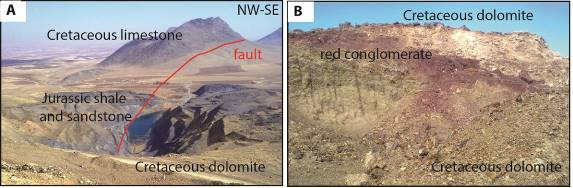 A
NW-SE
Cretaceous limestone
fault
Jurassic shale
and sandstone
Cretaceous dolomite
B
Cretaceous dolomite
red conglomerate
Cretaceous dolomite